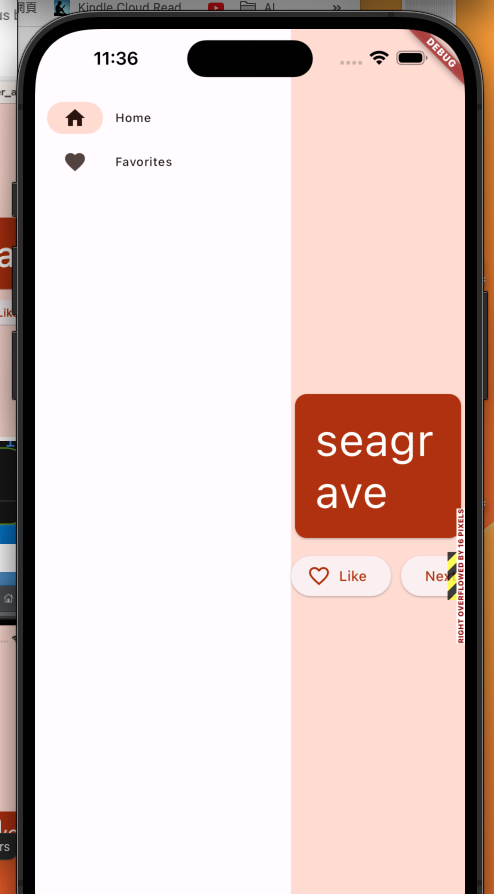 Kindle Cloud Read
AI
»
11:36
DEBUG
Home
Favorites
seagr
ave
Like
Nex
RIGHT OVERFLOWED BY 16 PIXELS